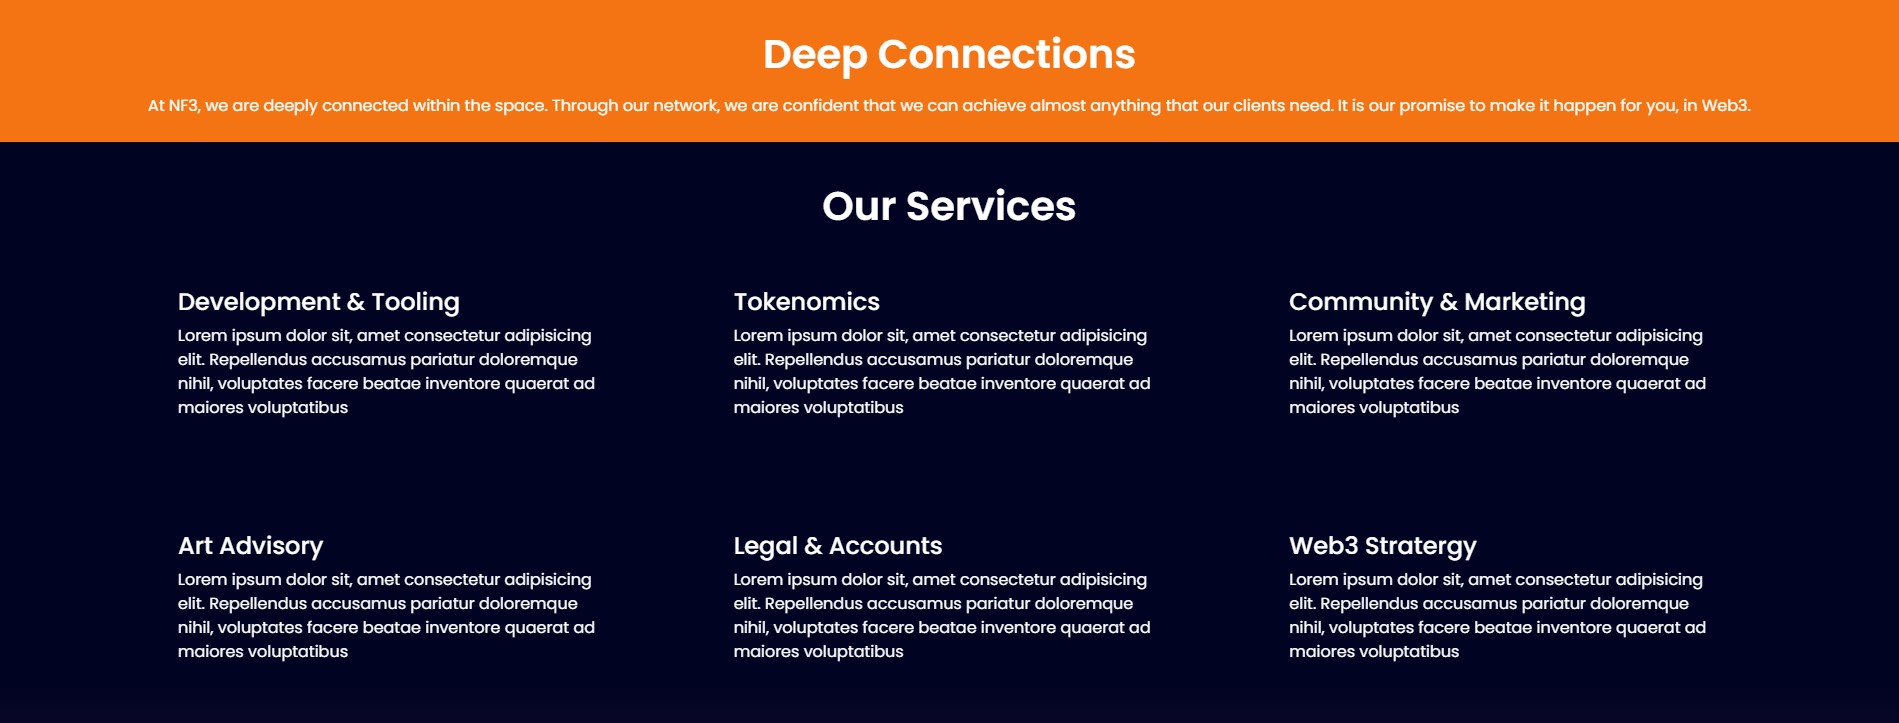 Deep Connections
At NF3, we are deeply connected within the space. Through our network, we are confident that we can achieve almost anything that our clients need. It is our promise to make it happen for you, in Web3.
Our Services
Development & Tooling
Lorem ipsum dolor sit, amet consectetur adipisicing
elit. Repellendus accusamus pariatur doloremque
nihil, voluptates facere beatae inventore quaerat ad
maiores voluptatibus
Tokenomics
Lorem ipsum dolor sit, amet consectetur adipisicing
elit. Repellendus accusamus pariatur doloremque
nihil, voluptates facere beatae inventore quaerat ad
maiores voluptatibus
Community & Marketing
Lorem ipsum dolor sit, amet consectetur adipisicing
elit. Repellendus accusamus pariatur doloremque
nihil, voluptates facere beatae inventore quaerat ad
maiores voluptatibus
Art Advisory
Lorem ipsum dolor sit, amet consectetur adipisicing
elit. Repellendus accusamus pariatur doloremque
nihil, voluptates facere beatae inventore quaerat ad
maiores voluptatibus
Legal & Accounts
Lorem ipsum dolor sit, amet consectetur adipisicing
elit. Repellendus accusamus pariatur doloremque
nihil, voluptates facere beatae inventore quaerat ad
maiores voluptatibus
Web3 Stratergy
Lorem ipsum dolor sit, amet consectetur adipisicing
elit. Repellendus accusamus pariatur doloremque
nihil, voluptates facere beatae inventore quaerat ad
maiores voluptatibus